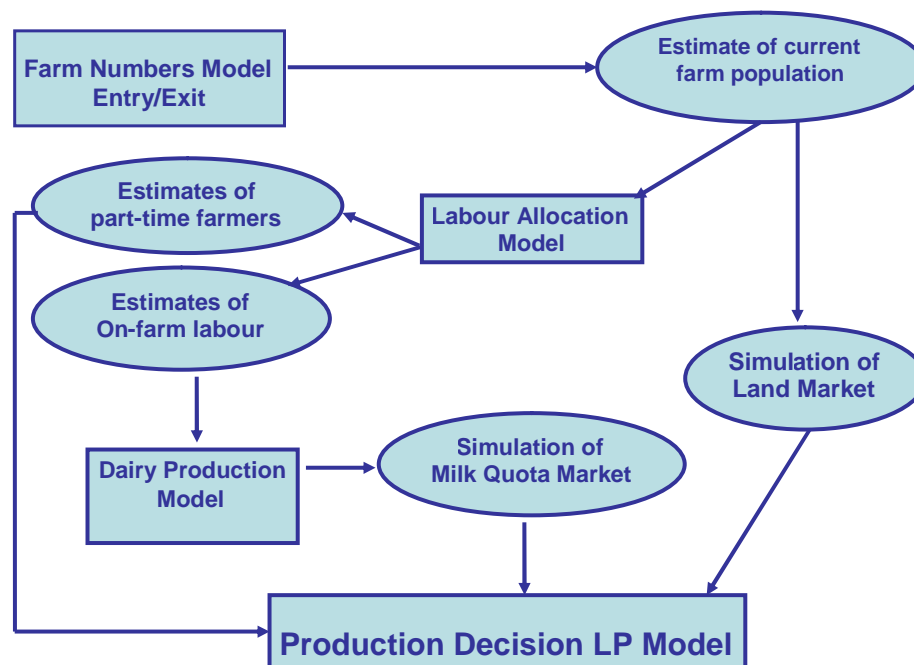 Farm Numbers Model
Entry/Exit
Estimate of current
farm population
Estimates of
part-time farmers
Labour Allocation
Model
Estimates of
On-farm labour
Simulation of
Land Market
Dairy Production
Model
Simulation of
Milk Quota Market
Production Decision LP Model